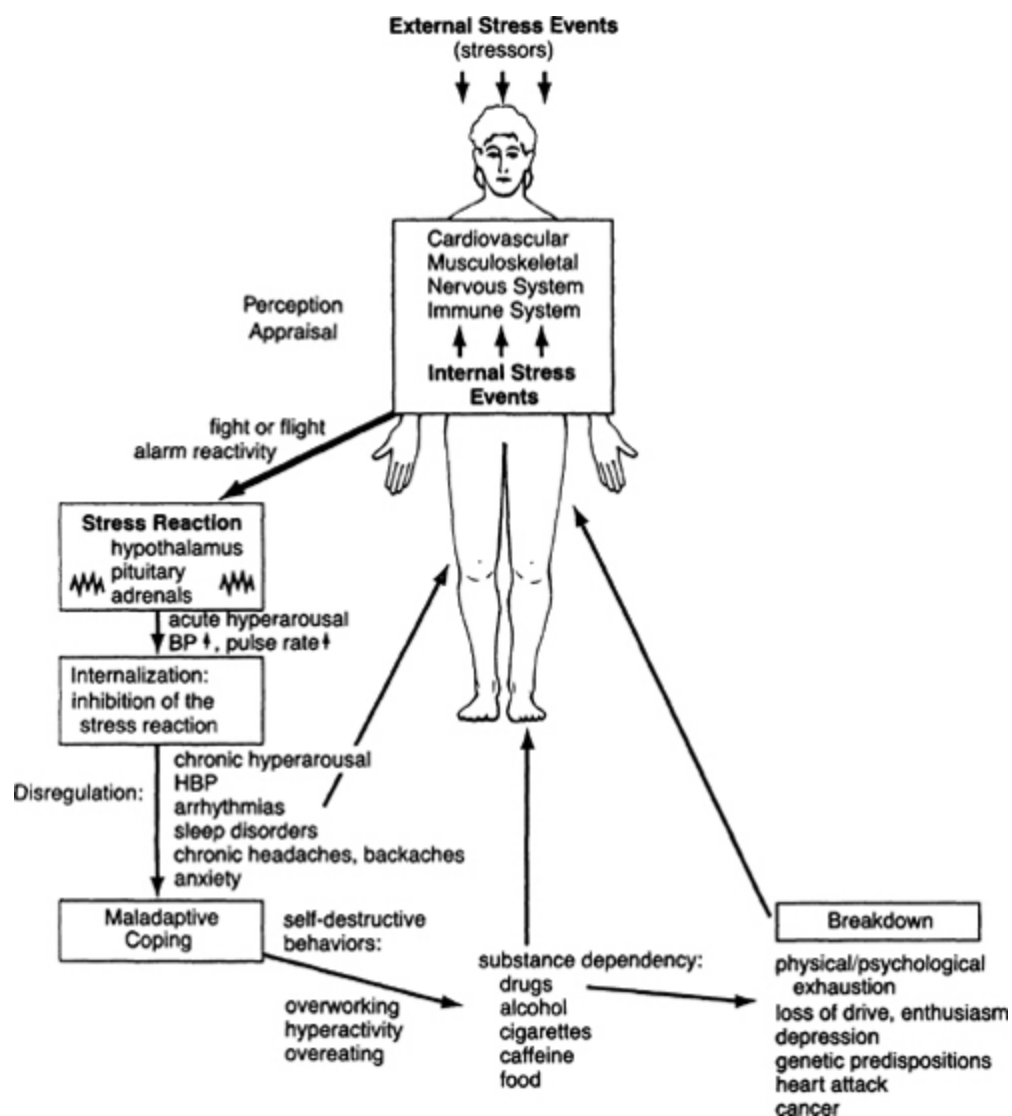 External Stress Events
(stressors)
Cardiovascular
Musculoskeletal
Nervous System
Immune System
Internal Stress
Events
Perception
Appraisal
fight or flight
alarm reactivity
Stress Reaction
hypothalamus
pituitary
adrenals
acute hyperarousal
BP ↑, pulse rate ↑
Internalization:
inhibition of the
stress reaction
Disregulation:
chronic hyperarousal
HBP
arrhythmias
sleep disorders
chronic headaches, backaches
anxiety
Maladaptive
Coping
self-destructive
behaviors:
overworking
hyperactivity
overeating
substance dependency:
drugs
alcohol
cigarettes
caffeine
food
Breakdown
physical/psychological
exhaustion
loss of drive, enthusiasm
depression
genetic predispositions
heart attack
cancer